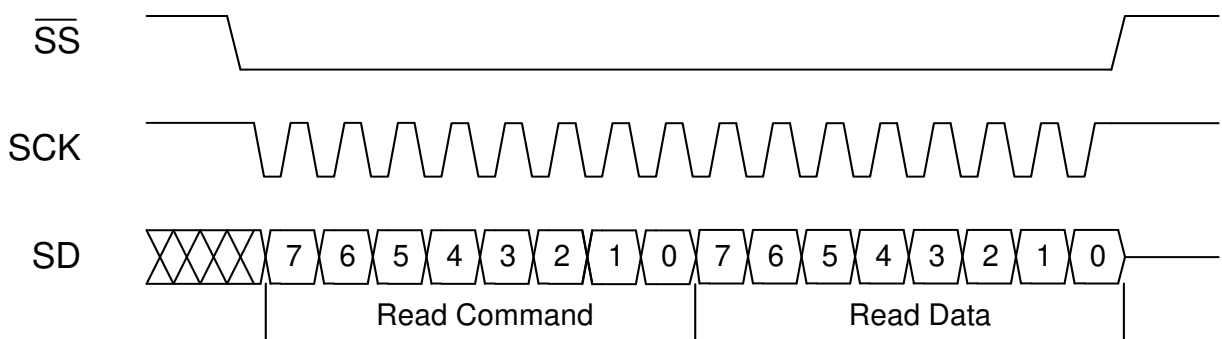 S̅S̅
SCK
SD 7 6 5 4 3 2 1 0 7 6 5 4 3 2 1 0
Read Command Read Data